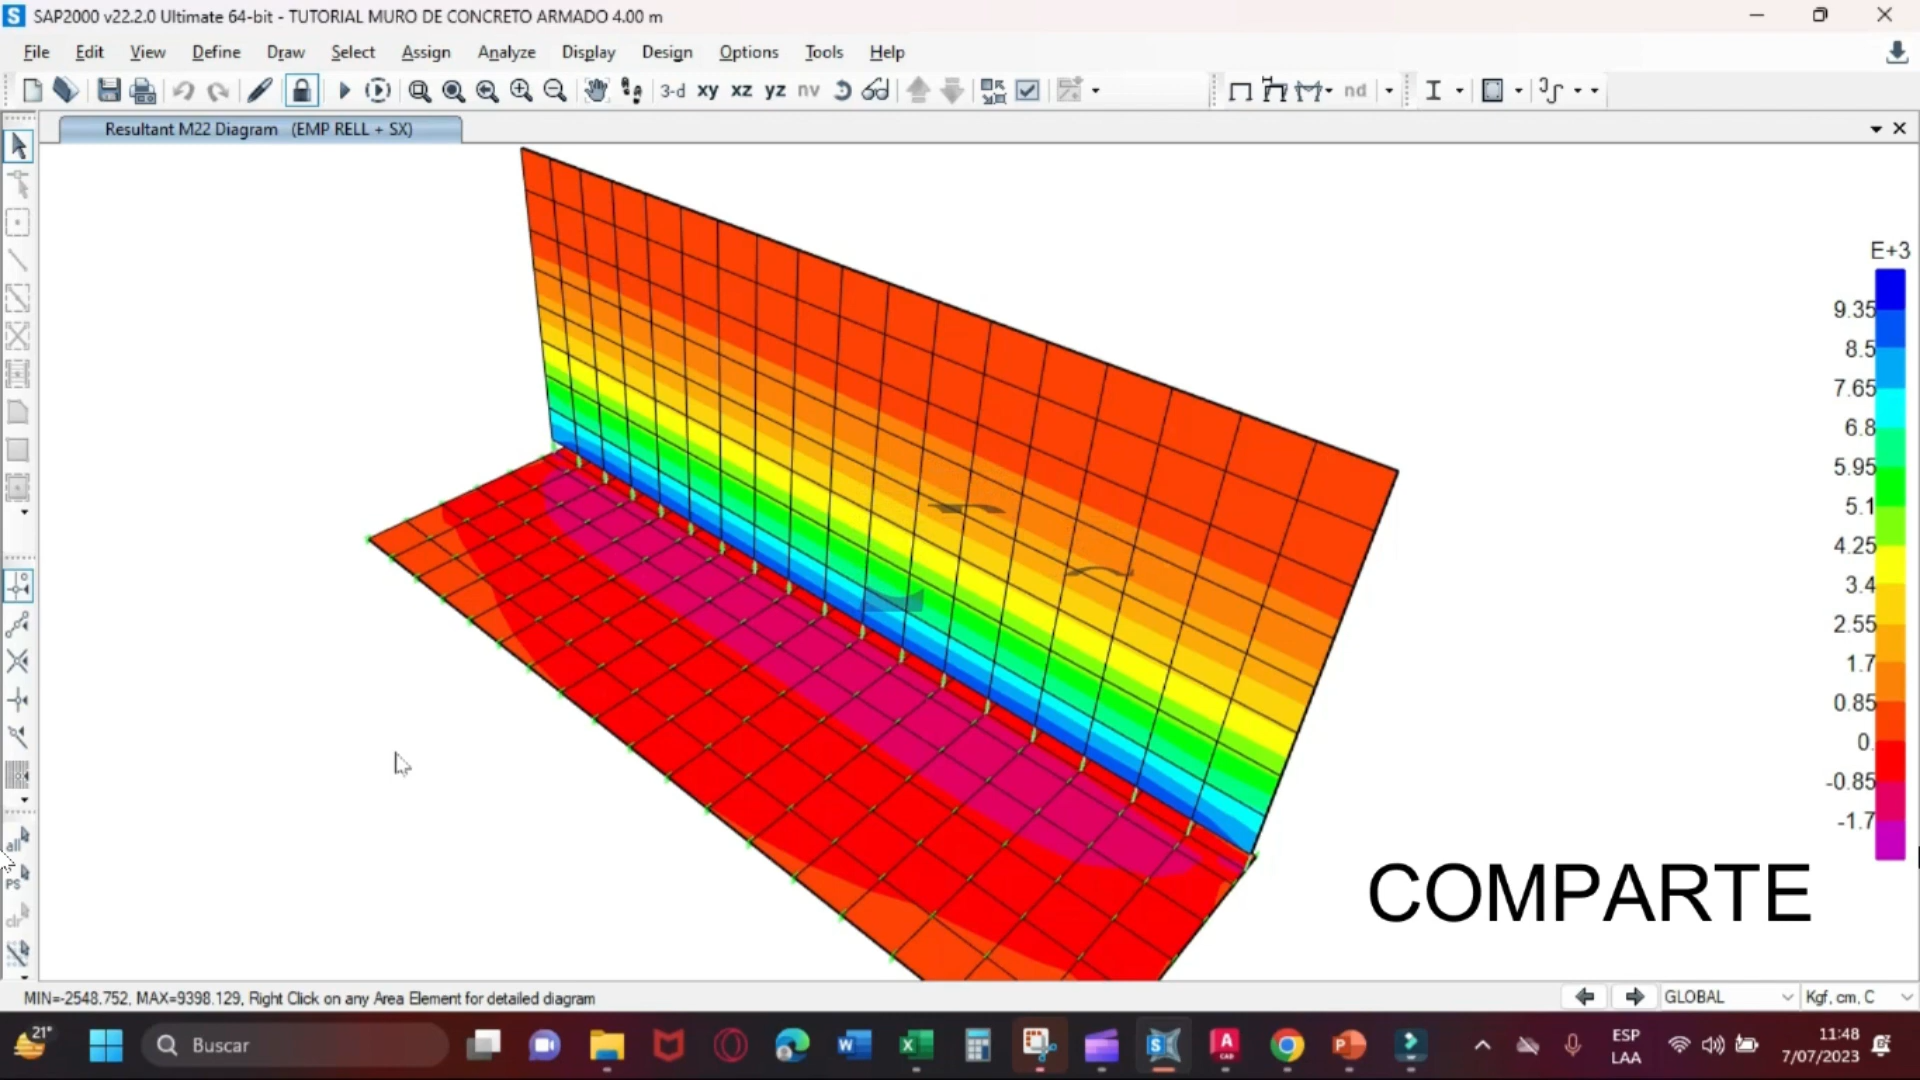 SAP2000 v22.2.0 Ultimate 64-bit - TUTORIAL MURO DE CONCRETO ARMADO 4.00 m
File Edit View Define Draw Select Assign Analyze Display Design Options Tools Help
3-d xy xz yz nv nd
Resultant M22 Diagram (EMP RELL + SX)
E+3
9.35
8.5
7.65
6.8
5.95
5.1
4.25
3.4
2.55
1.7
0.85
0.
-0.85
-1.7
all
PS
clr
COMPARTE
MIN=-2548.752, MAX=9398.129, Right Click on any Area Element for detailed diagram
GLOBAL
Kgf, cm, C
21°
Buscar
ESP
LAA
11:48
7/07/2023